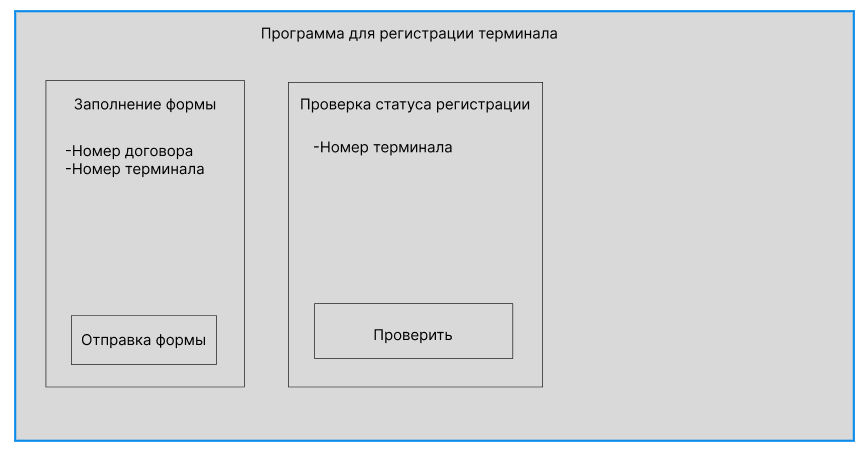 Программа для регистрации терминала
Заполнение формы
-Номер договора
-Номер терминала
Отправка формы
Проверка статуса регистрации
-Номер терминала
Проверить